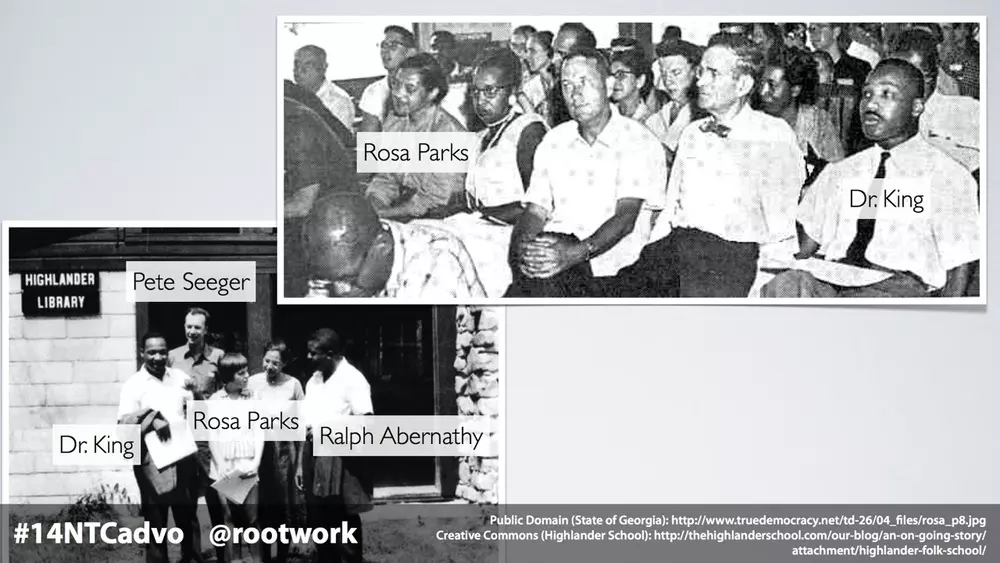 Rosa Parks
Dr. King
HIGHLANDER
LIBRARY
Pete Seeger
Rosa Parks
Dr. King
Ralph Abernathy
#14NTCadvo @rootwork
Public Domain (State of Georgia): http://www.truedemocracy.net/td-26/04_files/rosa_p8.jpg
Creative Commons (Highlander School): http://thehighlanderschool.com/our-blog/an-on-going-story/
attachment/highlander-folk-school/